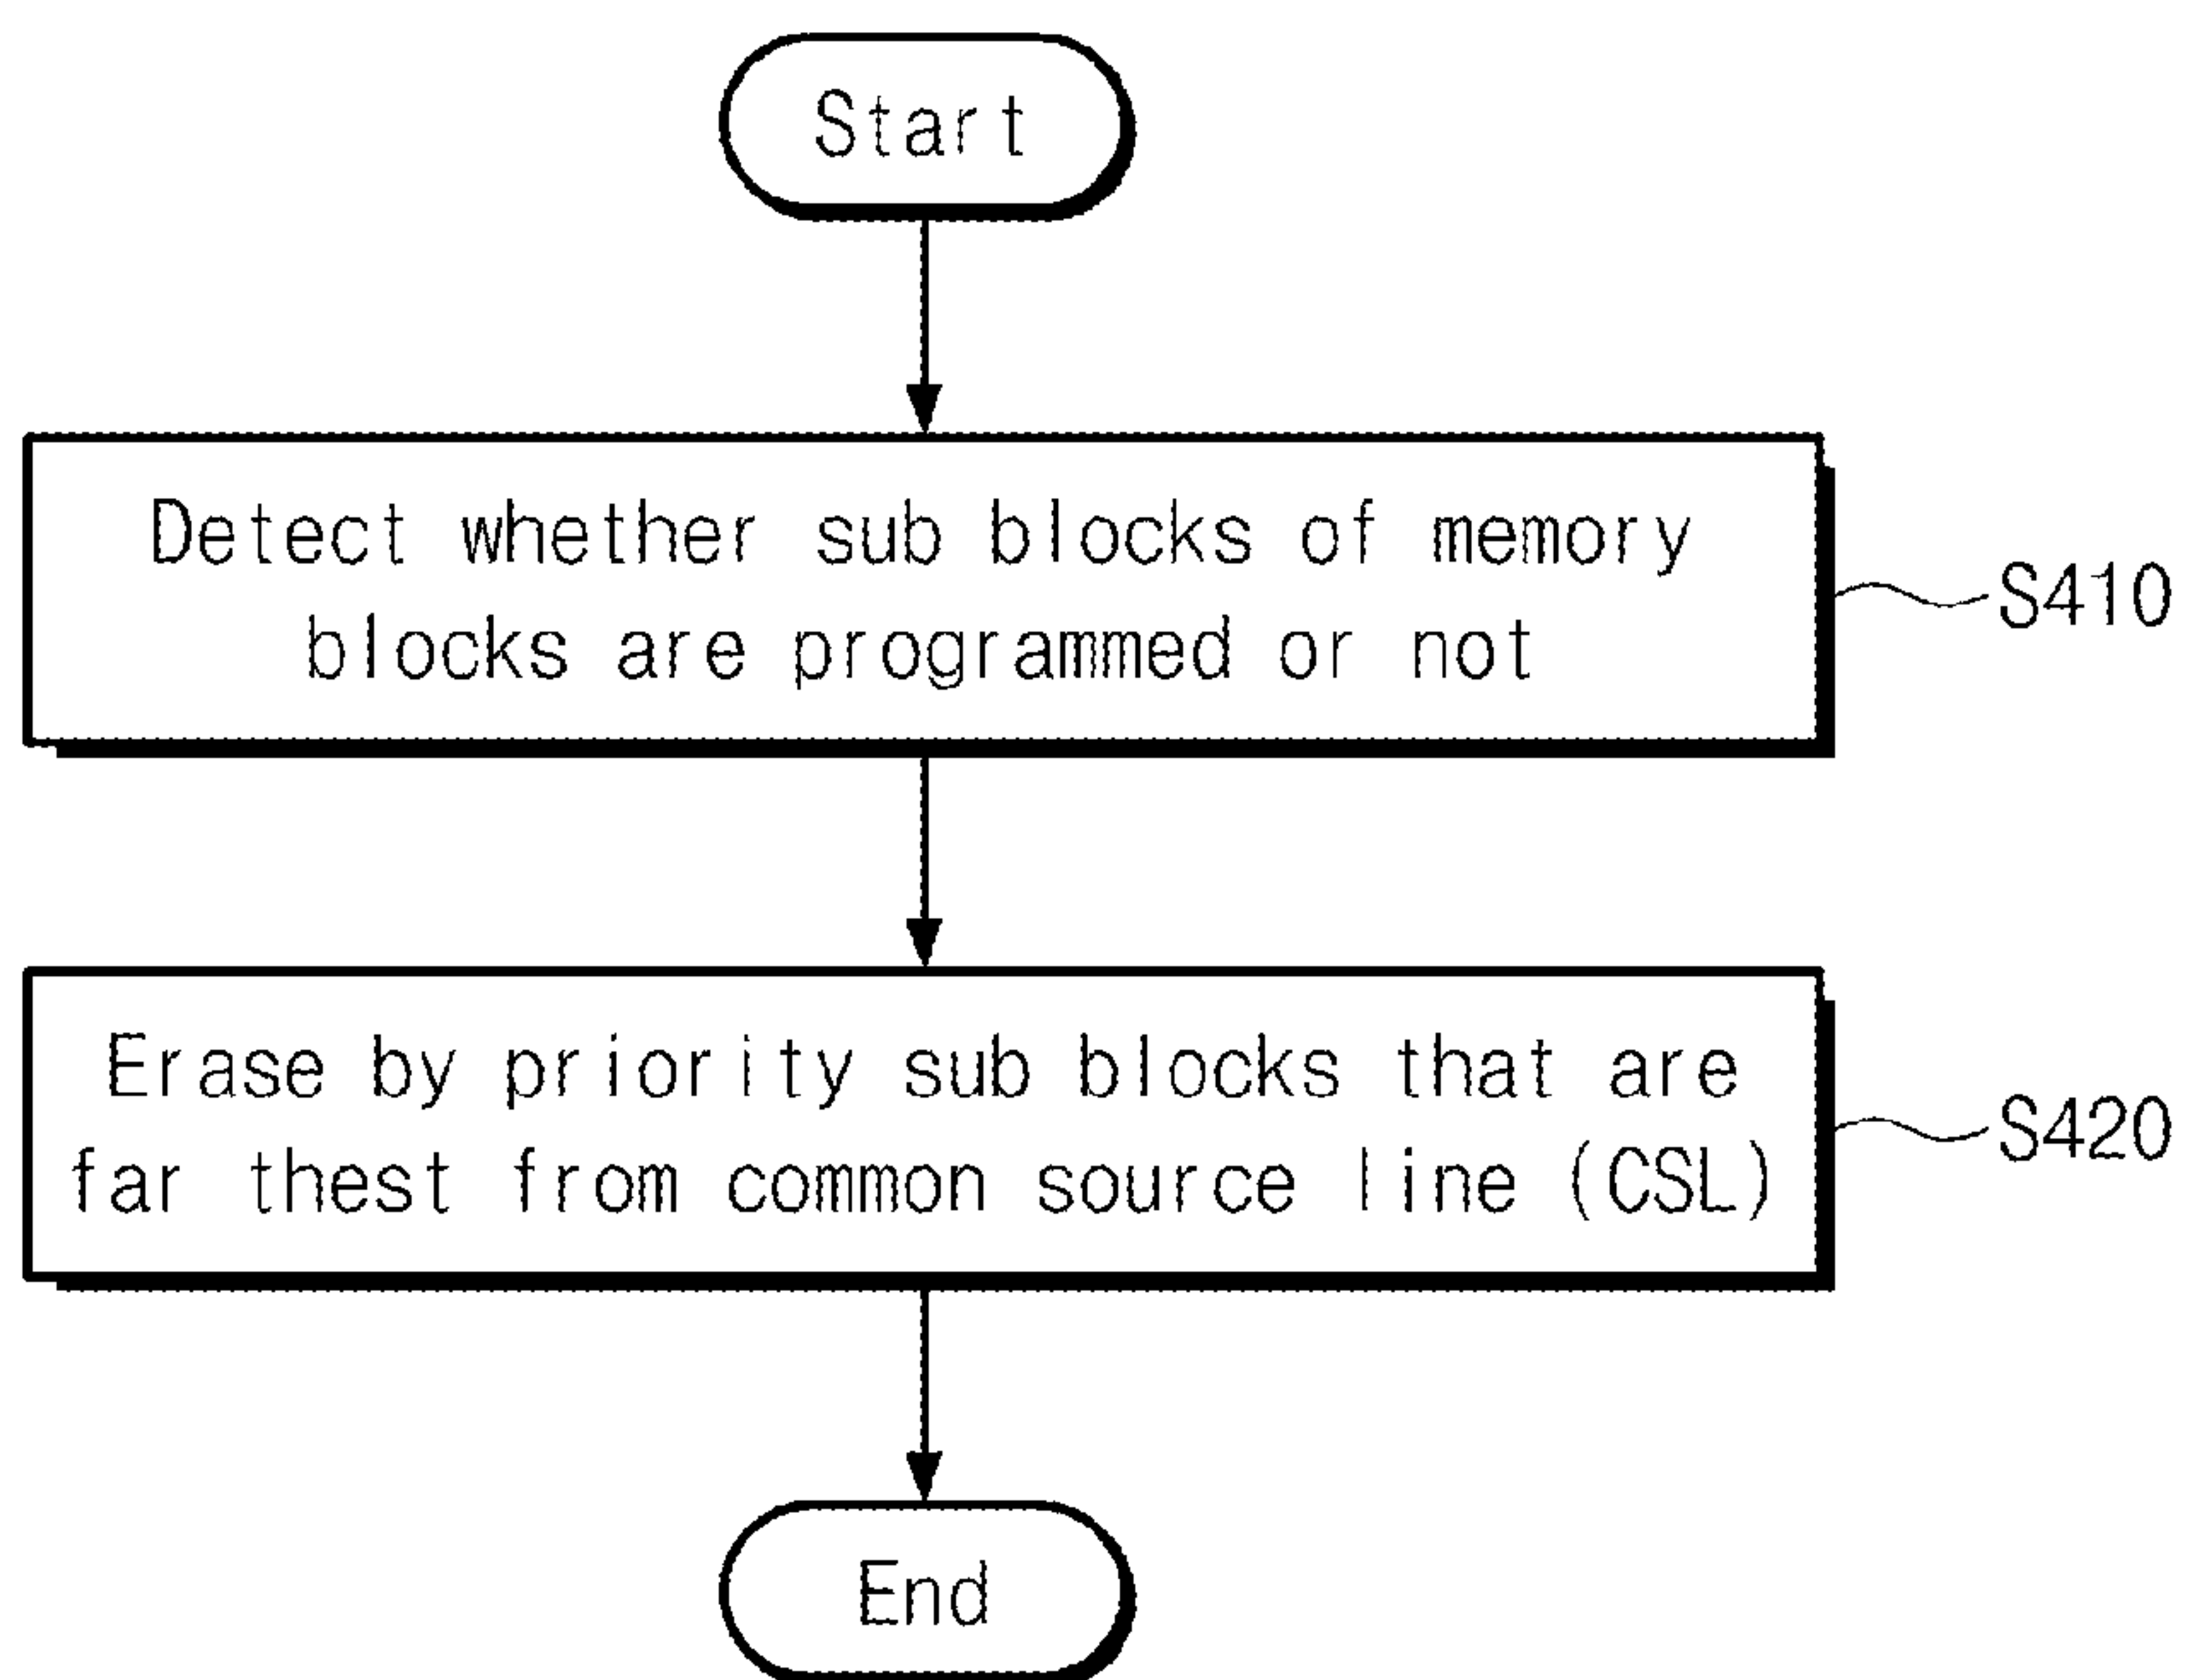 Start
Detect whether sub blocks of memory
blocks are programmed or not
S410
Erase by priority sub blocks that are
far thest from common source line (CSL)
S420
End